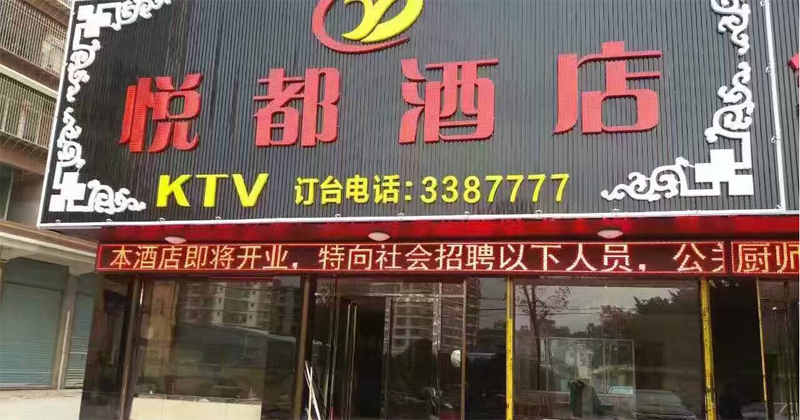 悦都酒店
KTV 订台电话:3387777
本酒店即将开业，特向社会招聘以下人员，公关
厨师